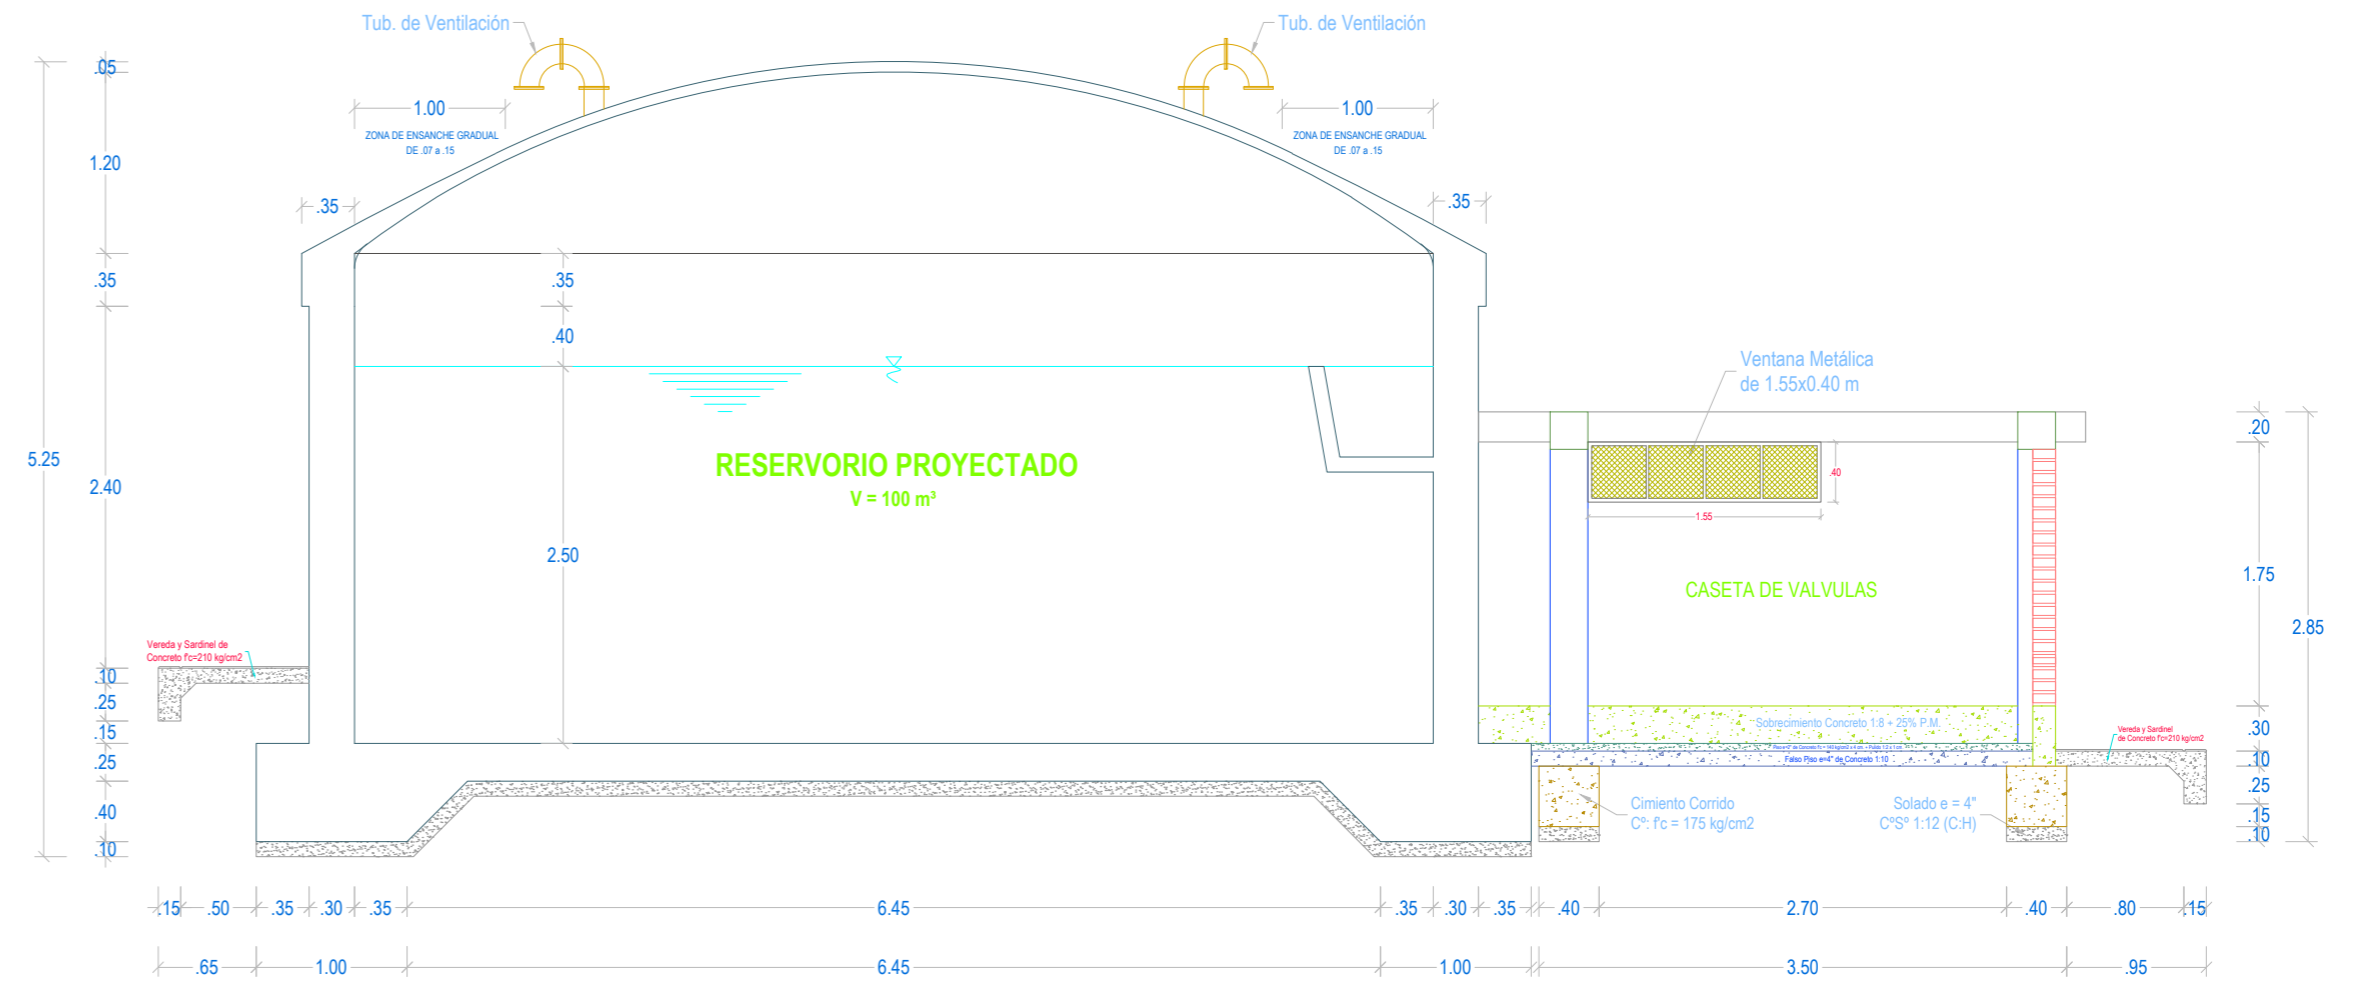 Tub. de Ventilación
Tub. de Ventilación
.05
1.00
1.00
ZONA DE ENSANCHE GRADUAL
DE .07 a .15
ZONA DE ENSANCHE GRADUAL
DE .07 a .15
1.20
.35
.35
.35
.35
.40
Ventana Metálica
de 1.55x0.40 m
.20
5.25
2.40
RESERVORIO PROYECTADO
V = 100 m³
.40
1.55
2.50
1.75
CASETA DE VALVULAS
2.85
Vereda y Sardinel de
Concreto f'c=210 kg/cm2
.10
.25
.15
.25
.40
.10
Sobrecimiento Concreto 1:8 + 25% P.M.
Falso Piso e=4" de Concreto 1:10
Vereda y Sardinel
de Concreto f'c=210 kg/cm2
.30
.10
.25
.15
.10
Cimiento Corrido
Cº: f'c = 175 kg/cm2
Solado e = 4"
CºSº 1:12 (C:H)
.15 .50 .35 .30 .35 6.45 .35 .30 .35 .40 2.70 .40 .80 .15
.65 1.00 6.45 1.00 3.50 .95